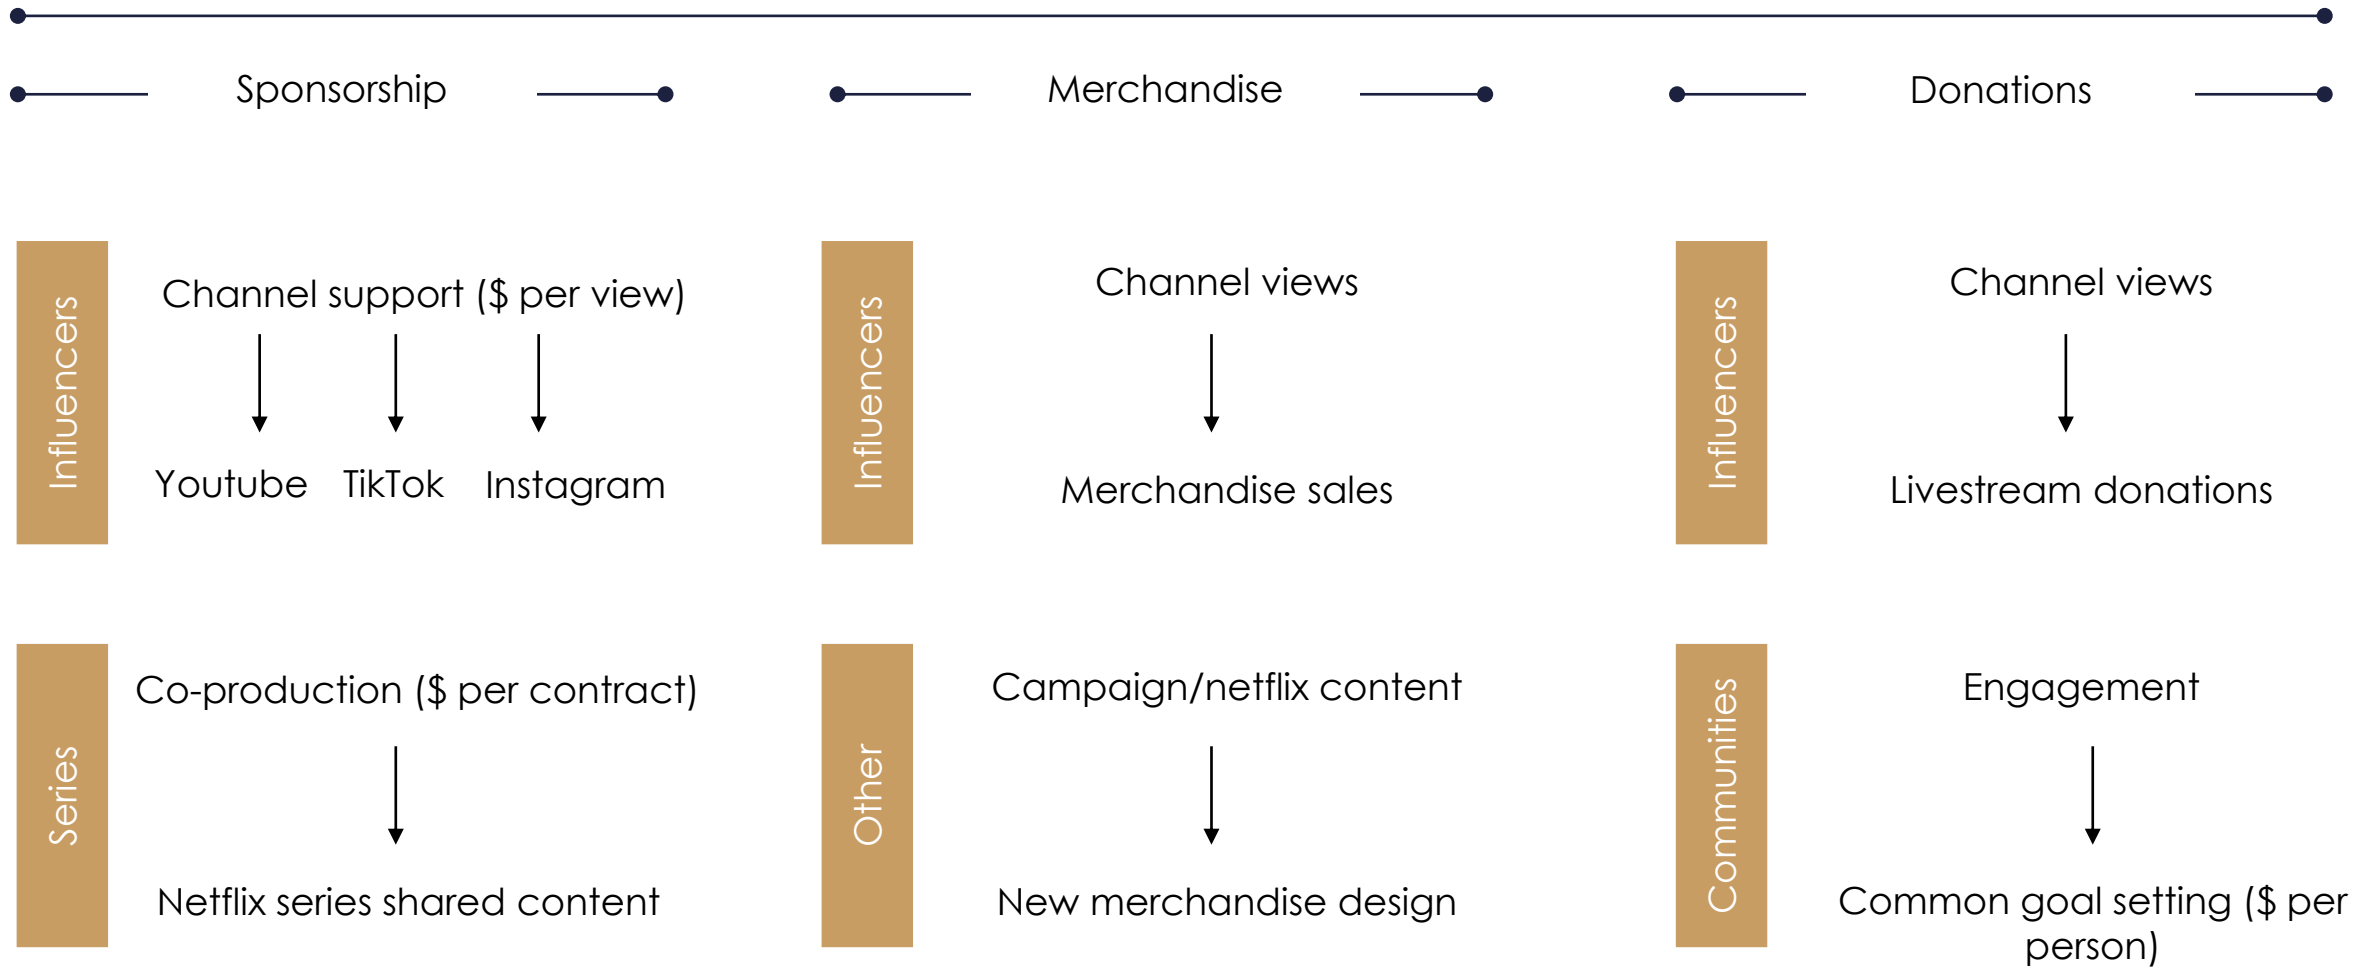 Sponsorship
Merchandise
Donations
Influencers
Channel support ($ per view)
Youtube
TikTok
Instagram
Influencers
Channel views
Merchandise sales
Influencers
Channel views
Livestream donations
Series
Co-production ($ per contract)
Netflix series shared content
Other
Campaign/netflix content
New merchandise design
Communities
Engagement
Common goal setting ($ per
person)